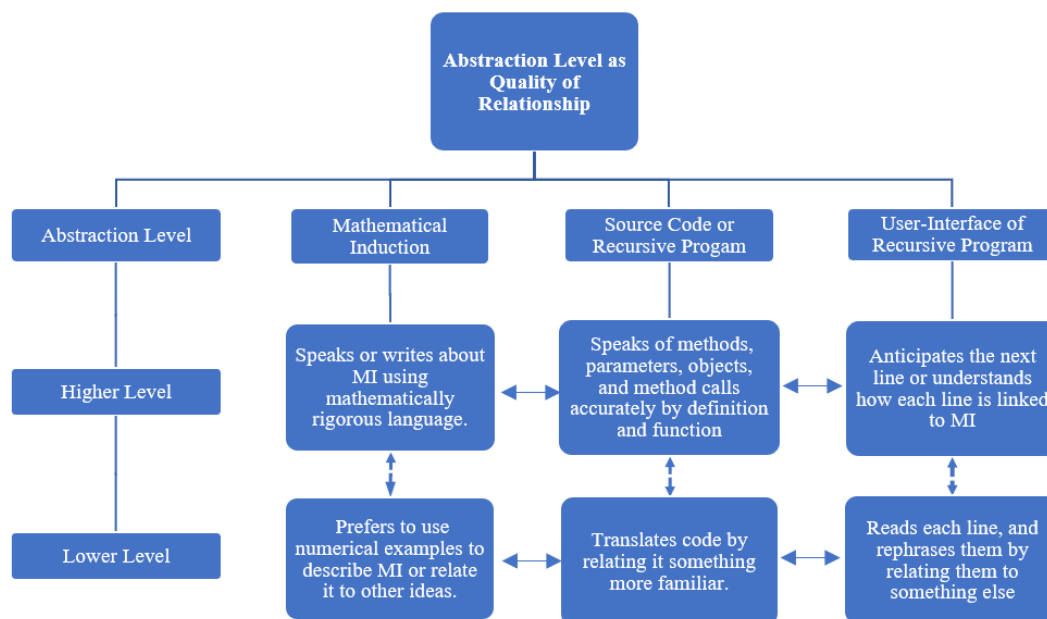 Abstraction Level as
Quality of
Relationship
Abstraction Level
Mathematical
Induction
Source Code or
Recursive Progam
User-Interface of
Recursive Program
Higher Level
Speaks or writes about
MI using
mathematically
rigorous language.
Speaks of methods,
parameters, objects,
and method calls
accurately by definition
and function
Anticipates the next
line or understands
how each line is linked
to MI
Lower Level
Prefers to use
numerical examples to
describe MI or relate
it to other ideas.
Translates code by
relating it something
more familiar.
Reads each line, and
rephrases them by
relating them to
something else